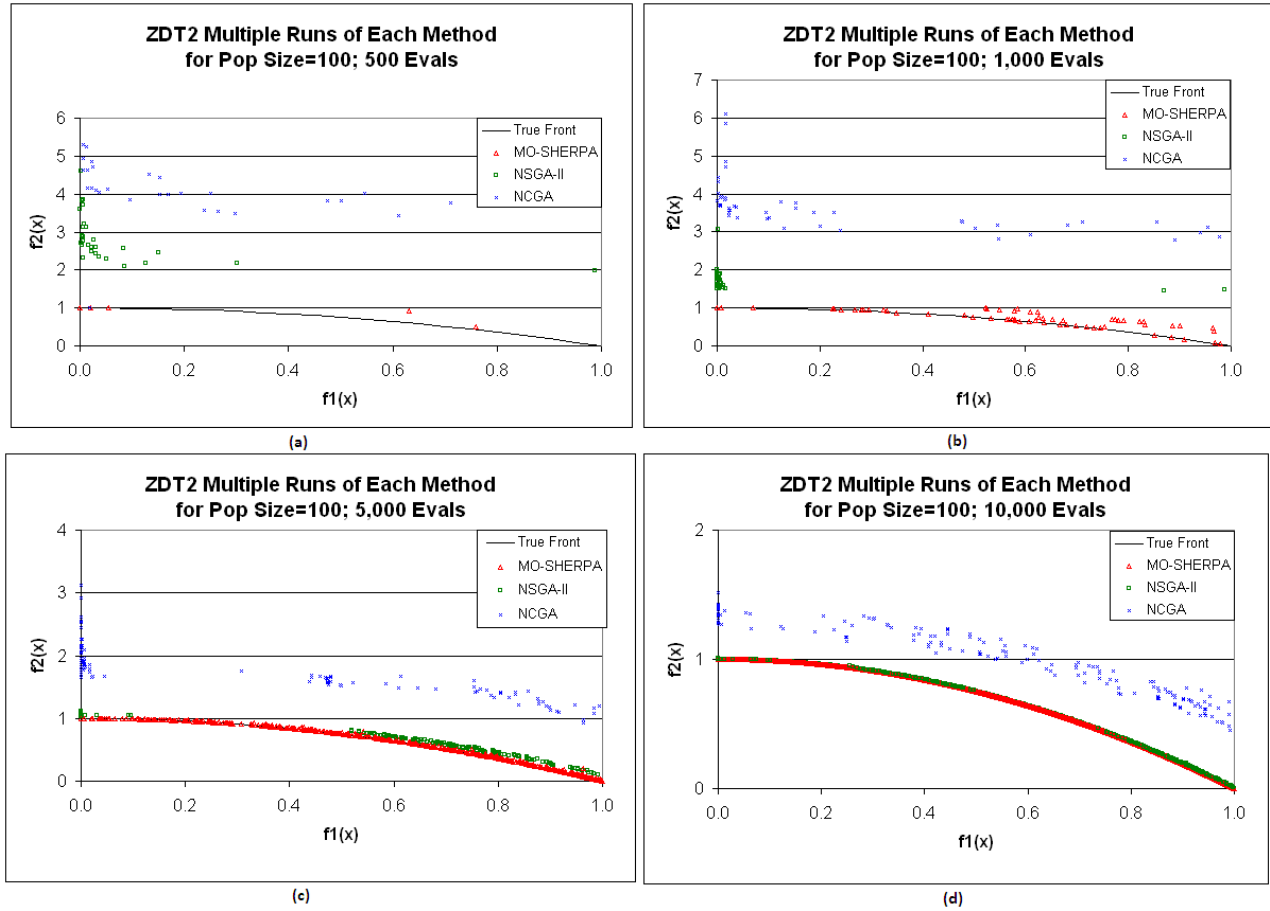 ZDT2 Multiple Runs of Each Method
for Pop Size=100; 500 Evals
True Front
MO-SHERPA
NSGA-II
NCGA
6
5
4
3
2
1
0
f2(x)
0.0 0.2 0.4 0.6 0.8 1.0
f1(x)
(a)
ZDT2 Multiple Runs of Each Method
for Pop Size=100; 1,000 Evals
True Front
MO-SHERPA
NSGA-II
NCGA
7
6
5
4
3
2
1
0
f2(x)
0.0 0.2 0.4 0.6 0.8 1.0
f1(x)
(b)
ZDT2 Multiple Runs of Each Method
for Pop Size=100; 5,000 Evals
True Front
MO-SHERPA
NSGA-II
NCGA
4
3
2
1
0
f2(x)
0.0 0.2 0.4 0.6 0.8 1.0
f1(x)
(c)
ZDT2 Multiple Runs of Each Method
for Pop Size=100; 10,000 Evals
True Front
MO-SHERPA
NSGA-II
NCGA
2
1
0
f2(x)
0.0 0.2 0.4 0.6 0.8 1.0
f1(x)
(d)